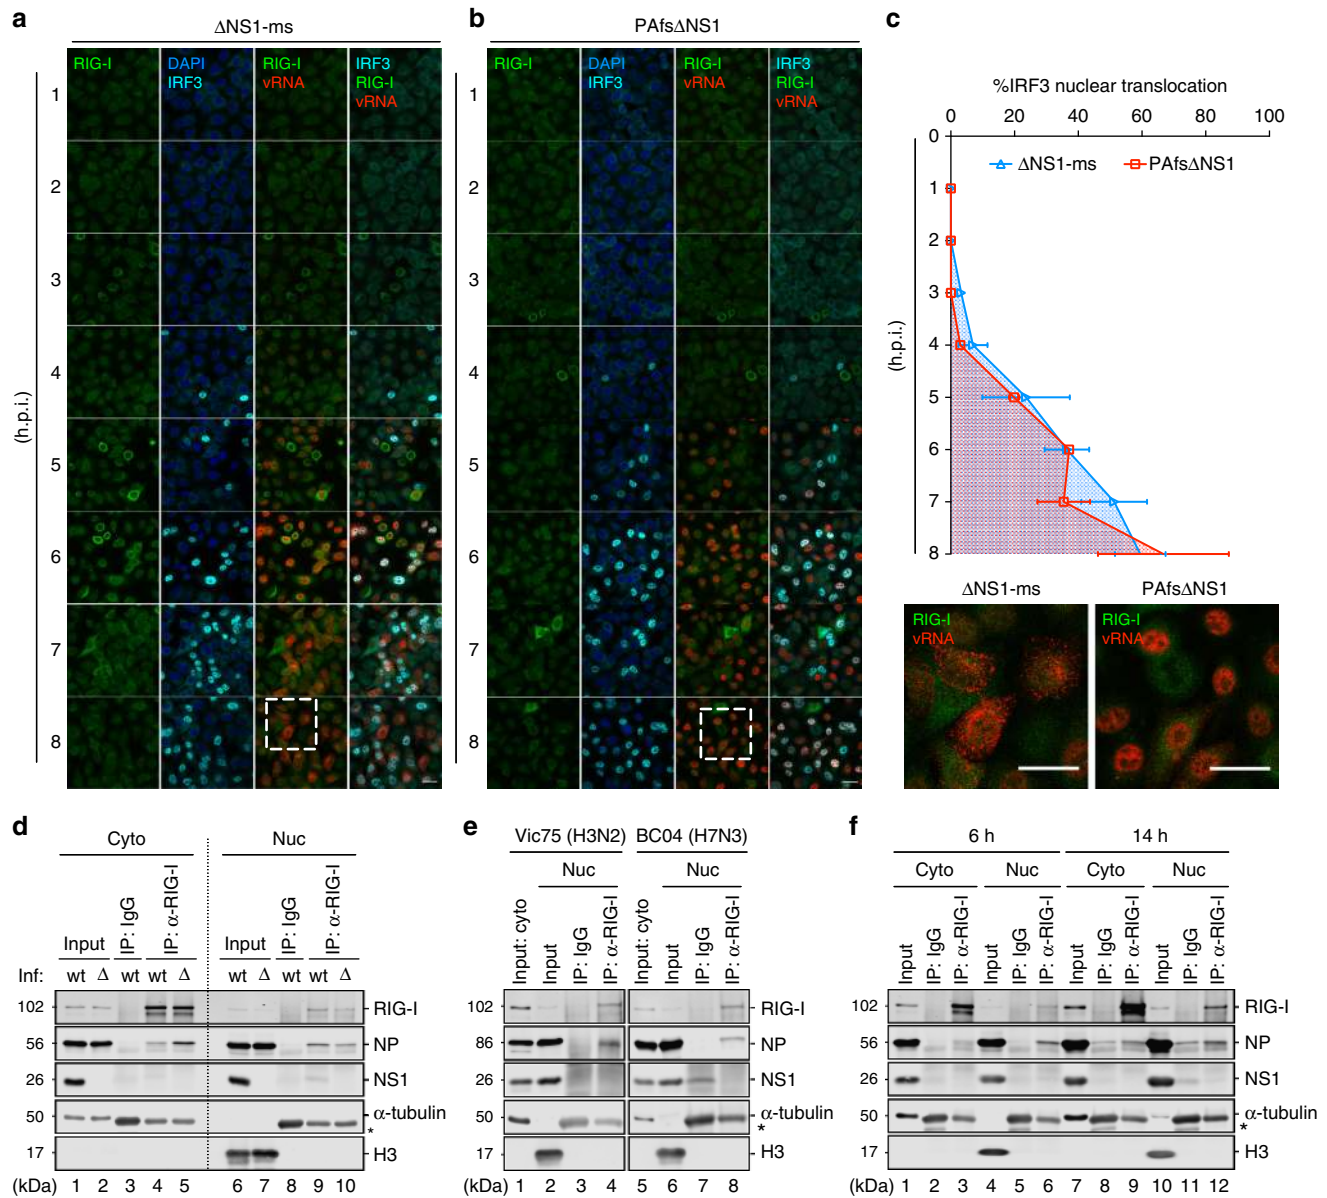 a
ΔNS1-ms
RIG-I
DAPI
IRF3
RIG-I
vRNA
IRF3
RIG-I
vRNA
1
2
3
4
5
6
7
8
(h.p.i.)
b
PAfsΔNS1
RIG-I
DAPI
IRF3
RIG-I
vRNA
IRF3
RIG-I
vRNA
1
2
3
4
5
6
7
8
c
%IRF3 nuclear translocation
0 20 40 60 80 100
ΔNS1-ms PAfsΔNS1
0
1
2
3
4
5
6
7
8
(h.p.i.)
ΔNS1-ms
RIG-I
vRNA
PAfsΔNS1
RIG-I
vRNA
d
Cyto Nuc
Input IP: IgG IP: α-RIG-I Input IP: IgG IP: α-RIG-I
Inf: wt Δ wt wt Δ wt Δ wt wt Δ
102 RIG-I
56 NP
26 NS1
50 α-tubulin
*
17 H3
(kDa) 1 2 3 4 5 6 7 8 9 10
e
Vic75 (H3N2) BC04 (H7N3)
Nuc Nuc
Input: cyto Input IP: IgG IP: α-RIG-I Input: cyto Input IP: IgG IP: α-RIG-I
102 RIG-I
86 NP
26 NS1
50 α-tubulin
*
17 H3
(kDa) 1 2 3 4 5 6 7 8
f
6 h 14 h
Cyto Nuc Cyto Nuc
Input IP: IgG IP: α-RIG-I Input IP: IgG IP: α-RIG-I Input IP: IgG IP: α-RIG-I Input IP: IgG IP: α-RIG-I
102 RIG-I
56 NP
26 NS1
50 α-tubulin
*
17 H3
(kDa) 1 2 3 4 5 6 7 8 9 10 11 12